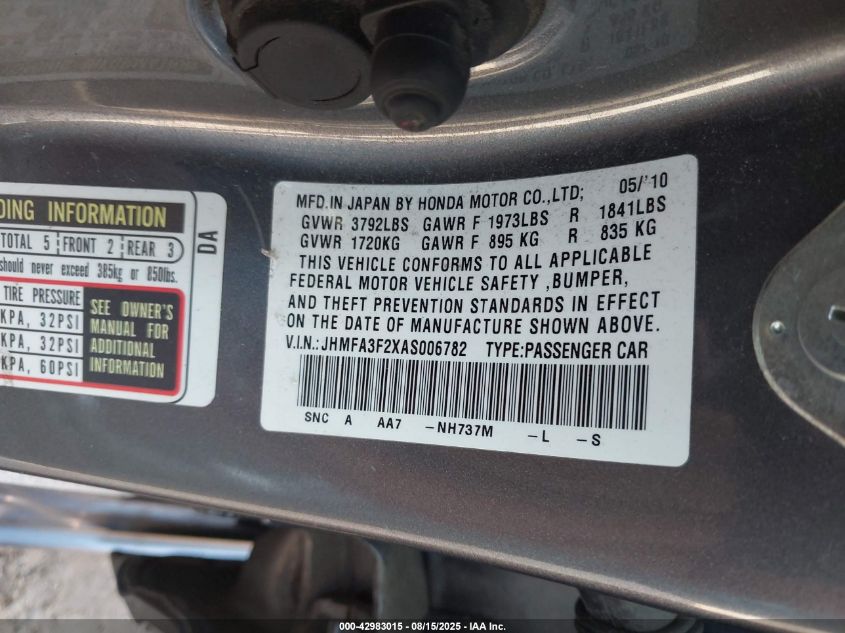 DING INFORMATION
TOTAL 5 FRONT 2 REAR 3
should never exceed 385kg or 850lbs.
TIRE PRESSURE
KPA, 32PSI
KPA, 32PSI
KPA, 60PSI
SEE OWNER'S
MANUAL FOR
ADDITIONAL
INFORMATION
DA
MFD.IN JAPAN BY HONDA MOTOR CO.,LTD; 05/'10
GVWR 3792LBS GAWR F 1973LBS R 1841LBS
GVWR 1720KG GAWR F 895 KG R 835 KG
THIS VEHICLE CONFORMS TO ALL APPLICABLE
FEDERAL MOTOR VEHICLE SAFETY ,BUMPER,
AND THEFT PREVENTION STANDARDS IN EFFECT
ON THE DATE OF MANUFACTURE SHOWN ABOVE.
V.I.N.:JHMFA3F2XAS006782 TYPE:PASSENGER CAR
SNC A AA7 -NH737M -L -S
000-42983015 - 08/15/2025 - IAA Inc.